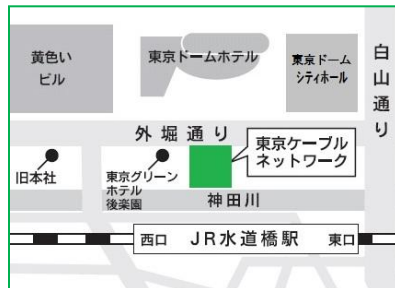 黄色い
ビル
東京ドームホテル
東京ドーム
シティホール
白山通り
外堀通り
東京ケーブル
ネットワーク
旧本社
東京グリーン
ホテル
後楽園
神田川
西口
JR水道橋駅
東口